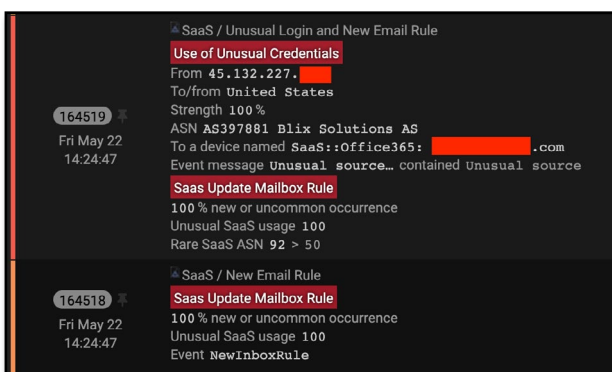 SaaS / Unusual Login and New Email Rule
Use of Unusual Credentials
From 45.132.227.
To/from United States
Strength 100 %
164519
ASN AS397881 Blix Solutions AS
Fri May 22
To a device named SaaS::Office365: .com
14:24:47
Event message Unusual source… contained Unusual source
Saas Update Mailbox Rule
100 % new or uncommon occurrence
Unusual SaaS usage 100
Rare SaaS ASN 92 > 50
SaaS / New Email Rule
164518
Saas Update Mailbox Rule
Fri May 22
100 % new or uncommon occurrence
14:24:47
Unusual SaaS usage 100
Event NewInboxRule